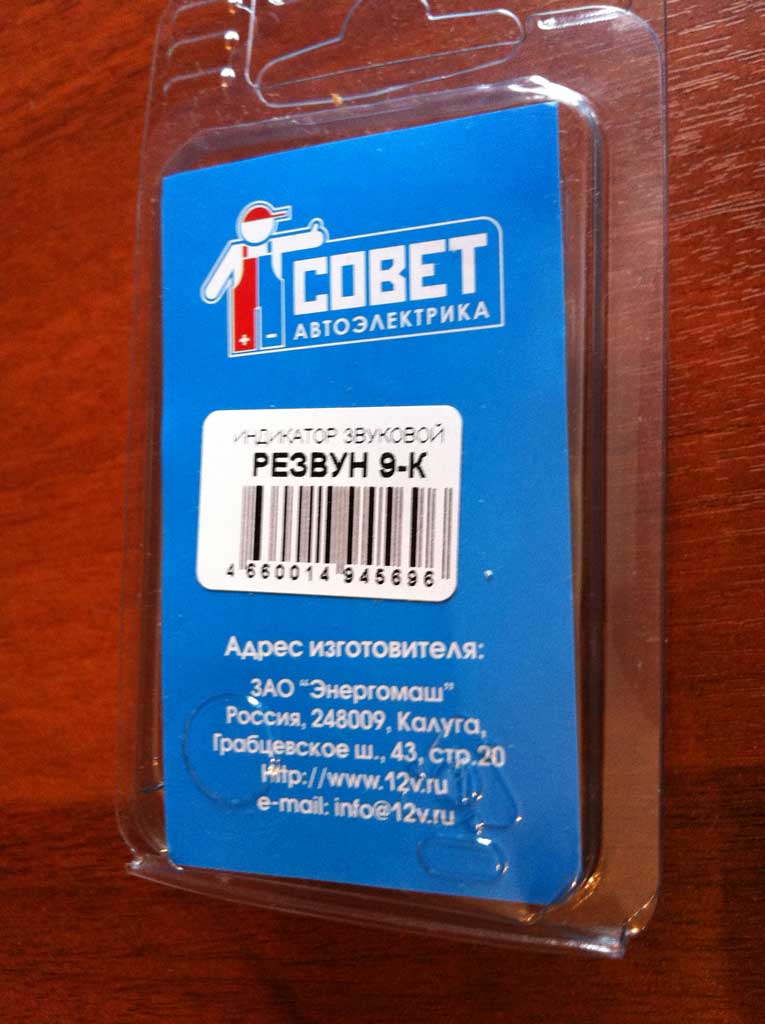 СОВЕТ
АВТОЭЛЕКТРИКА
+ -
ИНДИКАТОР ЗВУКОВОЙ
РЕЗВУН 9-К
4 660014 945696
Адрес изготовителя:
ЗАО "Энергомаш"
Россия, 248009, Калуга,
Грабцевское ш., 43, стр.20
Http://www.12v.ru
e-mail: info@12v.ru